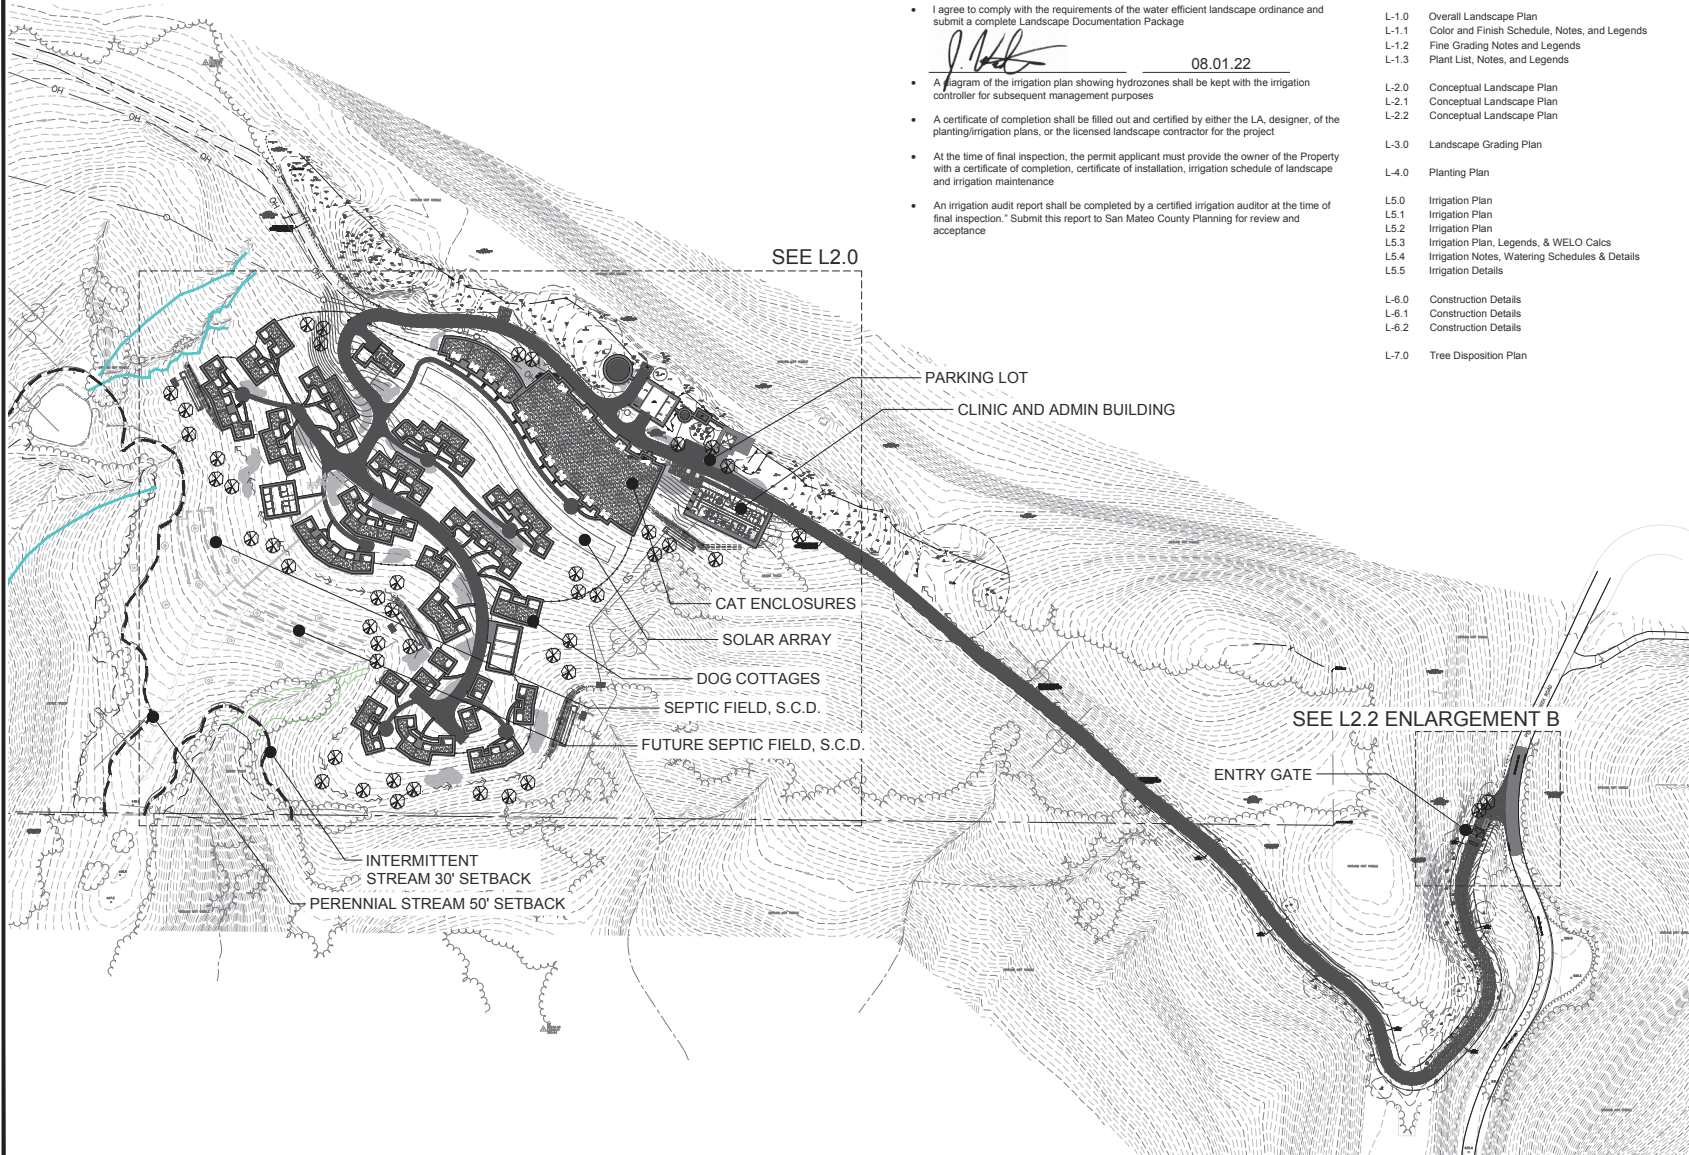 • I agree to comply with the requirements of the water efficient landscape ordinance and
submit a complete Landscape Documentation Package
08.01.22
• A diagram of the irrigation plan showing hydrozones shall be kept with the irrigation
controller for subsequent management purposes
• A certificate of completion shall be filled out and certified by either the LA, designer, of the
planting/irrigation plans, or the licensed landscape contractor for the project
• At the time of final inspection, the permit applicant must provide the owner of the Property
with a certificate of completion, certificate of installation, irrigation schedule of landscape
and irrigation maintenance
• An irrigation audit report shall be completed by a certified irrigation auditor at the time of
final inspection." Submit this report to San Mateo County Planning for review and
acceptance
L-1.0 Overall Landscape Plan
L-1.1 Color and Finish Schedule, Notes, and Legends
L-1.2 Fine Grading Notes and Legends
L-1.3 Plant List, Notes, and Legends
L-2.0 Conceptual Landscape Plan
L-2.1 Conceptual Landscape Plan
L-2.2 Conceptual Landscape Plan
L-3.0 Landscape Grading Plan
L-4.0 Planting Plan
L5.0 Irrigation Plan
L5.1 Irrigation Plan
L5.2 Irrigation Plan
L5.3 Irrigation Plan, Legends, & WELO Calcs
L5.4 Irrigation Notes, Watering Schedules & Details
L5.5 Irrigation Details
L-6.0 Construction Details
L-6.1 Construction Details
L-6.2 Construction Details
L-7.0 Tree Disposition Plan
OH
OH
OH
OH
OH
OH
SEE L2.0
PARKING LOT
CLINIC AND ADMIN BUILDING
CAT ENCLOSURES
SOLAR ARRAY
DOG COTTAGES
SEPTIC FIELD, S.C.D.
FUTURE SEPTIC FIELD, S.C.D.
SEE L2.2 ENLARGEMENT B
ENTRY GATE
INTERMITTENT
STREAM 30' SETBACK
PERENNIAL STREAM 50' SETBACK